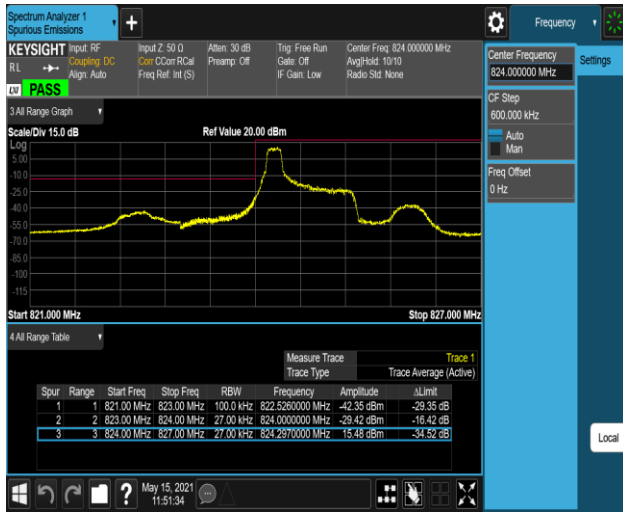 Spectrum Analyzer 1
Spurious Emissions
+
Frequency
KEYSIGHT Input: RF Input Z: 50 Ω Atten: 30 dB Trig: Free Run Center Freq: 824.000000 MHz
RL Coupling: DC Corr CCorr RCal Preamp: Off Gate: Off Avg|Hold: 10/10
Align: Auto Freq Ref: Int (S) IF Gain: Low Radio Std: None
LXI PASS
Center Frequency
824.000000 MHz
Settings
CF Step
600.000 kHz
Auto
Man
Freq Offset
0 Hz
3 All Range Graph
Scale/Div 15.0 dB Ref Value 20.00 dBm
Log
5.00
-10.0
-25.0
-40.0
-55.0
-70.0
-85.0
-100
-115
Start 821.000 MHz Stop 827.000 MHz
4 All Range Table
Measure Trace Trace 1
Trace Type Trace Average (Active)
Spur Range Start Freq Stop Freq RBW Frequency Amplitude ΔLimit
1 1 821.00 MHz 823.00 MHz 100.0 kHz 822.5260000 MHz -42.35 dBm -29.35 dB
2 2 823.00 MHz 824.00 MHz 27.00 kHz 824.0000000 MHz -29.42 dBm -16.42 dB
3 3 824.00 MHz 827.00 MHz 27.00 kHz 824.2970000 MHz 15.48 dBm -34.52 dB
Local
? May 15, 2021
11:51:34